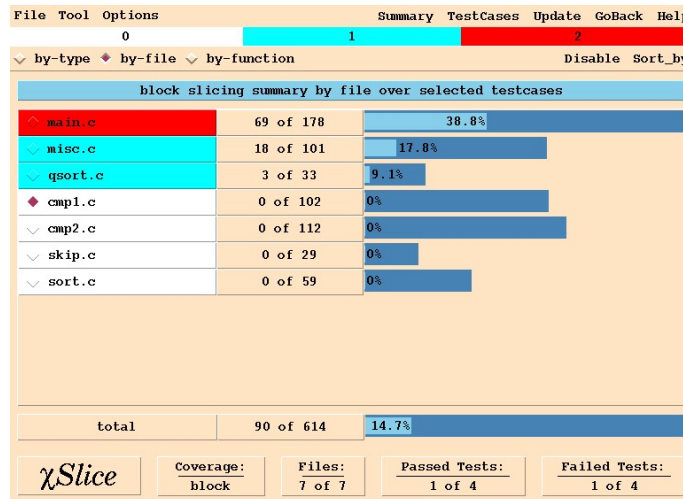 File Tool Options Summary TestCases Update GoBack Help
0 1 2
by-type by-file by-function Disable Sort_by
block slicing summary by file over selected testcases
main.c 69 of 178 38.8%
misc.c 18 of 101 17.8%
qsort.c 3 of 33 9.1%
cmp1.c 0 of 102 0%
cmp2.c 0 of 112 0%
skip.c 0 of 29 0%
sort.c 0 of 59 0%
total 90 of 614 14.7%
χSlice
Coverage: Files: Passed Tests: Failed Tests:
block 7 of 7 1 of 4 1 of 4